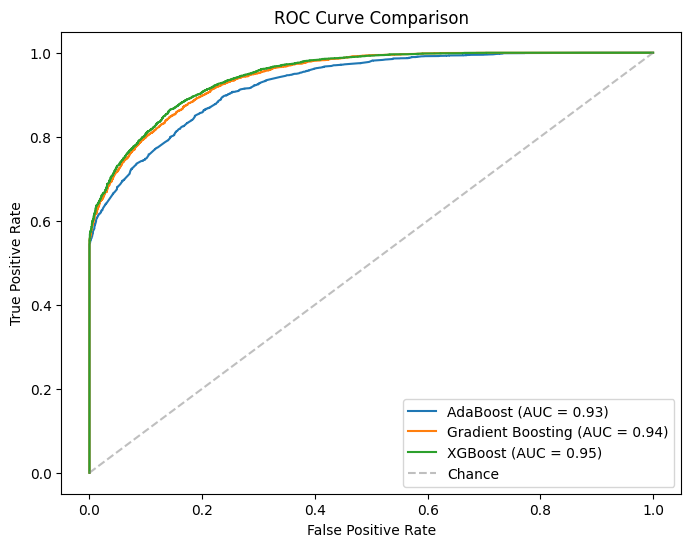 ROC Curve Comparison
True Positive Rate
1.0
0.8
0.6
0.4
0.2
0.0
AdaBoost (AUC = 0.93)
Gradient Boosting (AUC = 0.94)
XGBoost (AUC = 0.95)
Chance
0.0 0.2 0.4 0.6 0.8 1.0
False Positive Rate